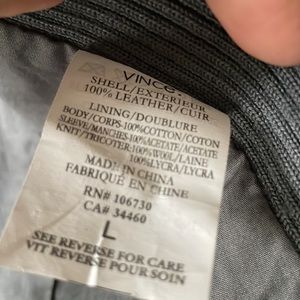 VINCE.
SHELL/EXTERIEUR
100% LEATHER/CUIR
LINING/DOUBLURE
BODY/CORPS-100%COTTON/COTON
SLEEVE/MANCHES-100%ACETATE/ACETATE
KNIT/TRICOTER:100%WOOL/LAINE
100%LYCRA/LYCRA
MADE IN CHINA
FABRIQUÉ EN CHINE
RN# 106730
CA# 34460
L
SEE REVERSE FOR CARE
VIT REVERSE POUR SOIN